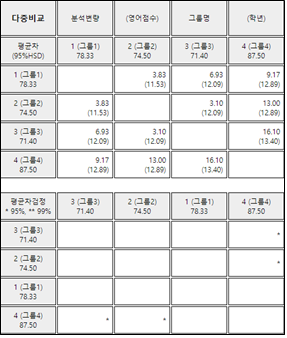 다중비교 분석변량 (영어점수) 그룹명 (학년)
평균차 1 (그룹1) 2 (그룹2) 3 (그룹3) 4 (그룹4)
(95%HSD) 78.33 74.50 71.40 87.50
1 (그룹1) 3.83 6.93 9.17
78.33 (11.53) (12.09) (12.89)
2 (그룹2) 3.83 3.10 13.00
74.50 (11.53) (12.09) (12.89)
3 (그룹3) 6.93 3.10 16.10
71.40 (12.09) (12.09) (13.40)
4 (그룹4) 9.17 13.00 16.10
87.50 (12.89) (12.89) (13.40)
평균차검정 3 (그룹3) 2 (그룹2) 1 (그룹1) 4 (그룹4)
* 95%, ** 99% 71.40 74.50 78.33 87.50
3 (그룹3) *
71.40
2 (그룹2) *
74.50
1 (그룹1)
78.33
4 (그룹4) * *
87.50